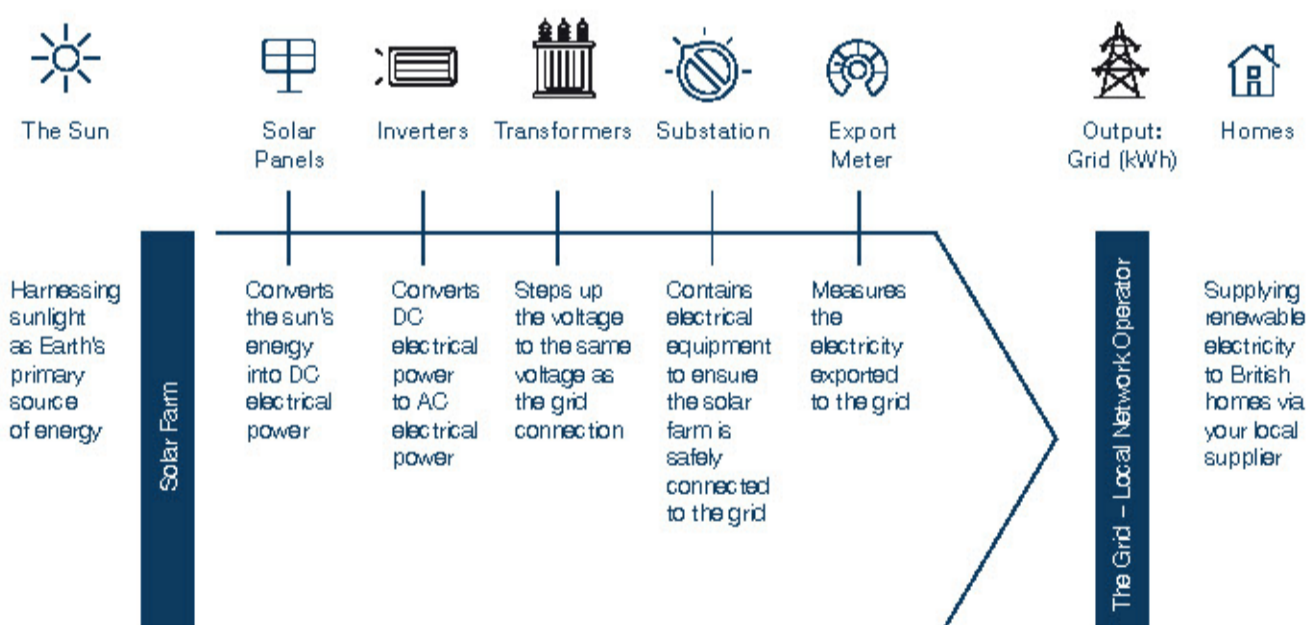 The Sun
Solar
Panels
Inverters
Transformers
Substation
Export
Meter
Output:
Grid (kWh)
Homes
Harnessing
sunlight
as Earth's
primary
source
of energy
Solar Farm
Converts
the sun's
energy
into DC
electrical
power
Converts
DC
electrical
power
to AC
electrical
power
Steps up
the voltage
to the same
voltage as
the grid
connection
Contains
electrical
equipment
to ensure
the solar
farm is
safely
connected
to the grid
Measures
the
electricity
exported
to the grid
The Grid – Local Network Operator
Supplying
renewable
electricity
to British
homes via
your local
supplier